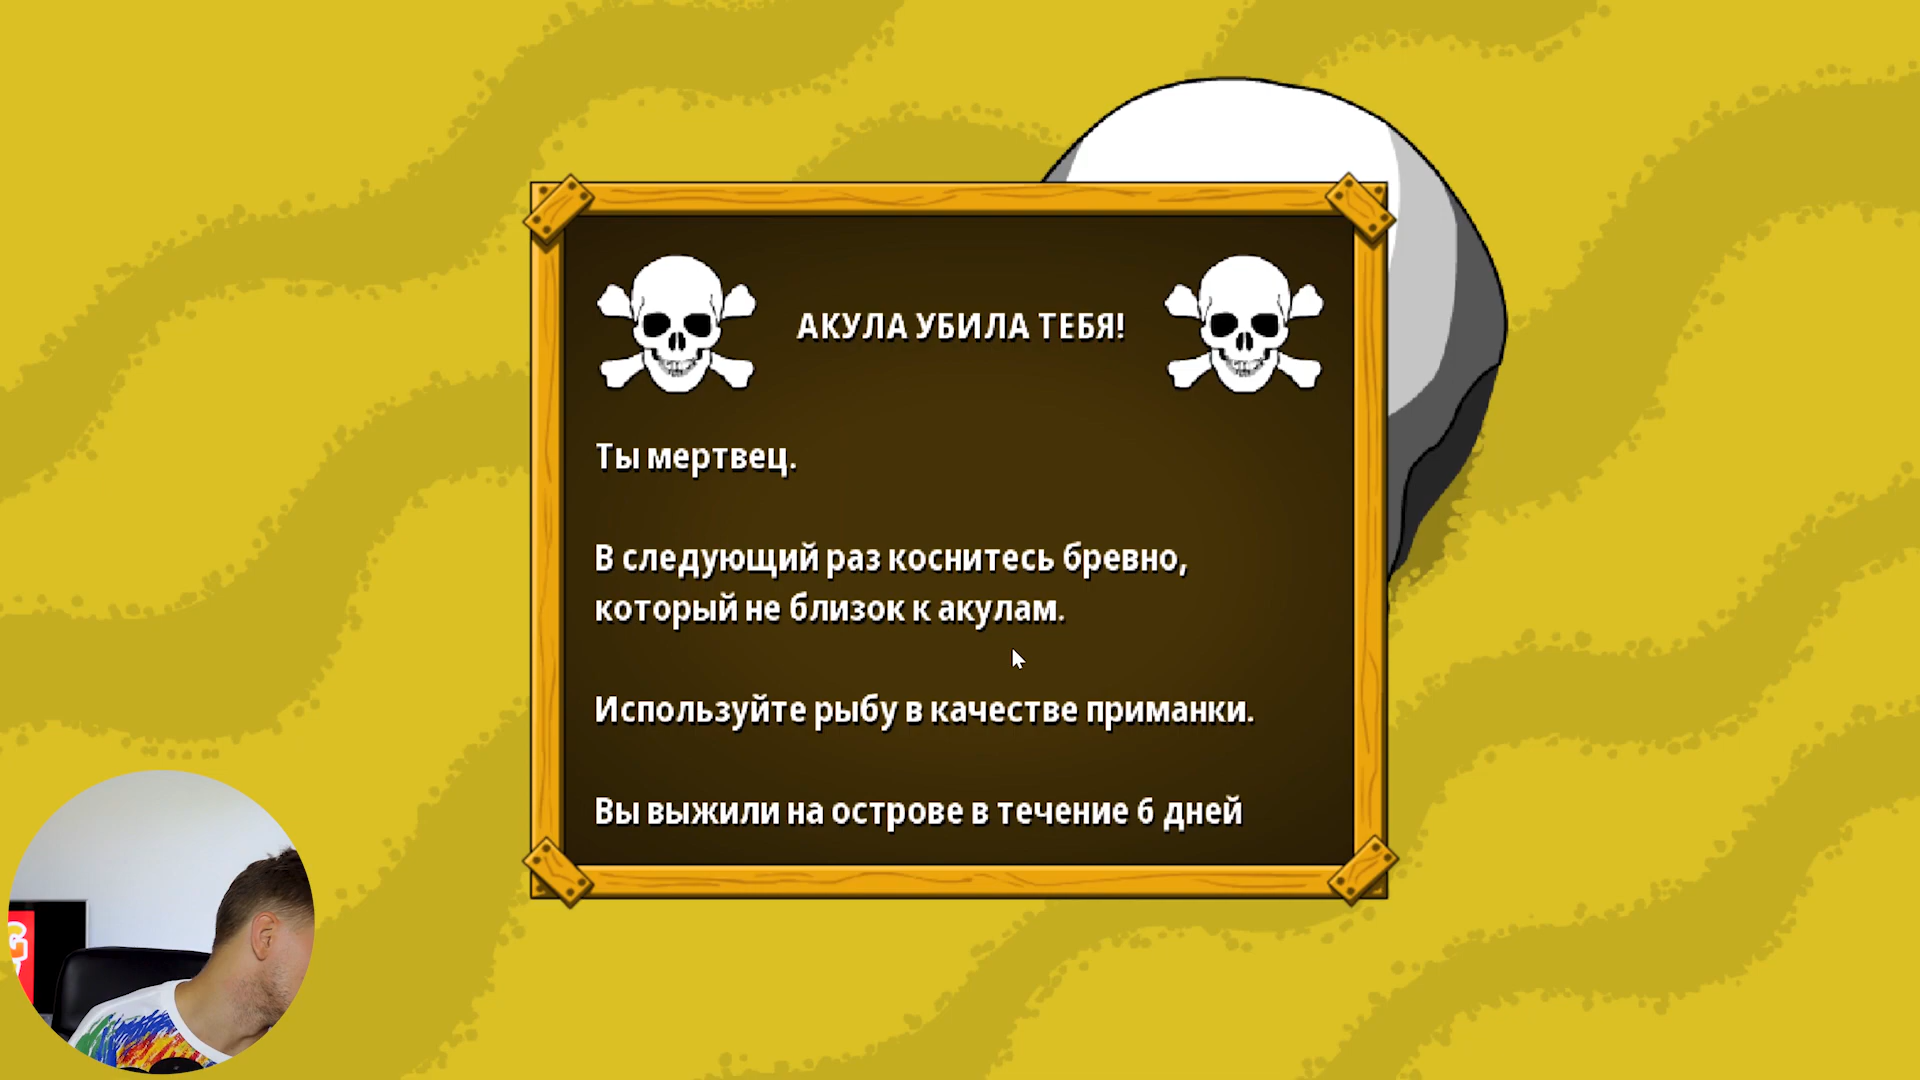 АКУЛА УБИЛА ТЕБЯ!
Ты мертвец.
В следующий раз коснитесь бревно,
который не близок к акулам.
Используйте рыбу в качестве приманки.
Вы выжили на острове в течение 6 дней